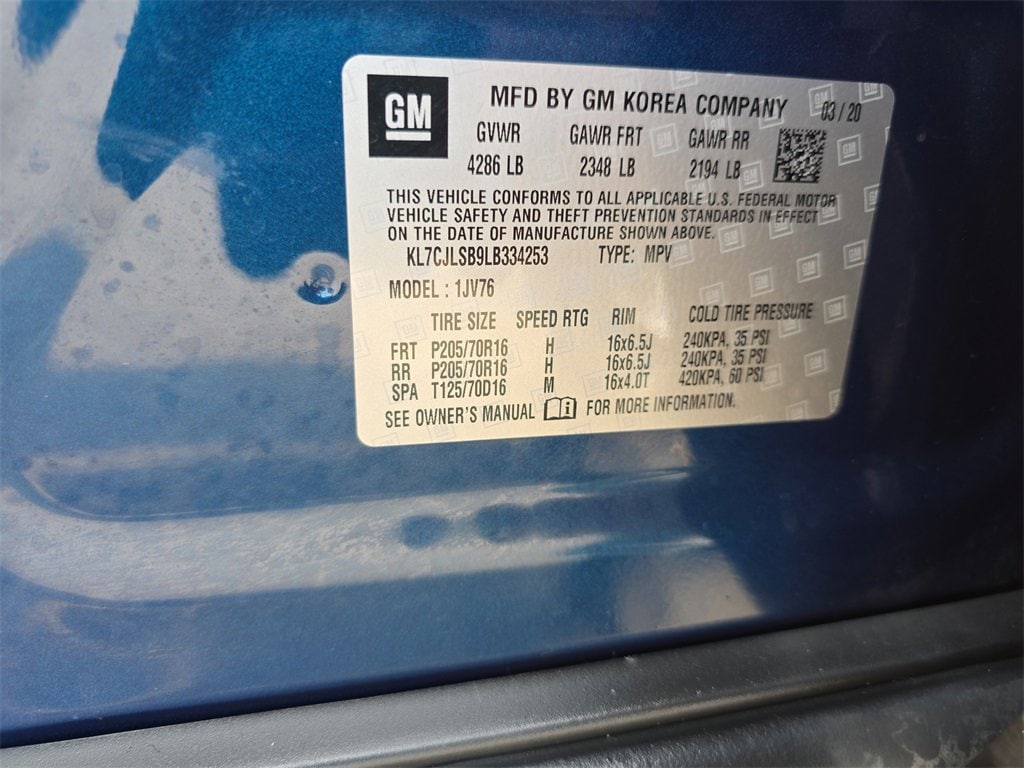 GM
MFD BY GM KOREA COMPANY 03 / 20
GVWR GAWR FRT GAWR RR
4286 LB 2348 LB 2194 LB
THIS VEHICLE CONFORMS TO ALL APPLICABLE U.S. FEDERAL MOTOR
VEHICLE SAFETY AND THEFT PREVENTION STANDARDS IN EFFECT
ON THE DATE OF MANUFACTURE SHOWN ABOVE.
KL7CJLSB9LB334253 TYPE: MPV
MODEL : 1JV76
TIRE SIZE SPEED RTG RIM COLD TIRE PRESSURE
FRT P205/70R16 H 16x6.5J 240KPA, 35 PSI
RR P205/70R16 H 16x6.5J 240KPA, 35 PSI
SPA T125/70D16 M 16x4.0T 420KPA, 60 PSI
SEE OWNER'S MANUAL FOR MORE INFORMATION.